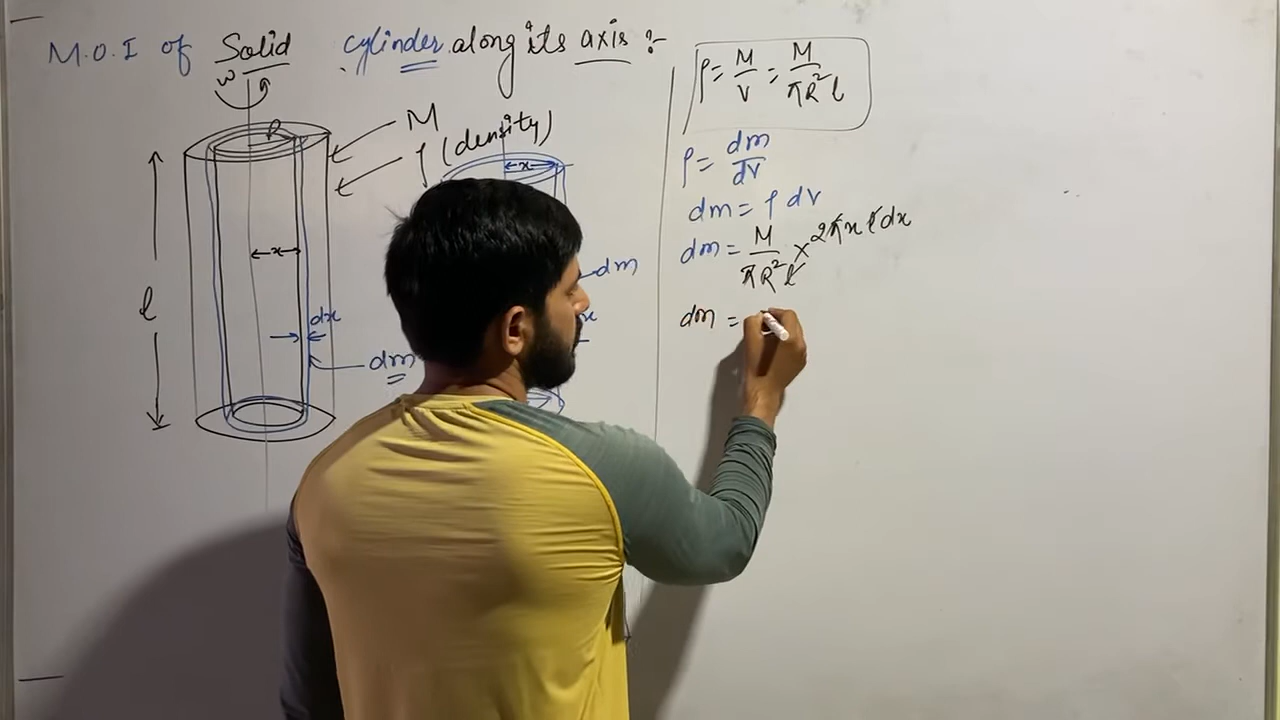 M.O.I of Solid cylinder along its axis :-
ω
R
M
ρ (density)
x
x
l
dx
dm
dm
x
ρ = M/V = M/πR²l
ρ = dm/dV
dm = ρ dV
dm = M/πR²l × 2πx l dx
dm =